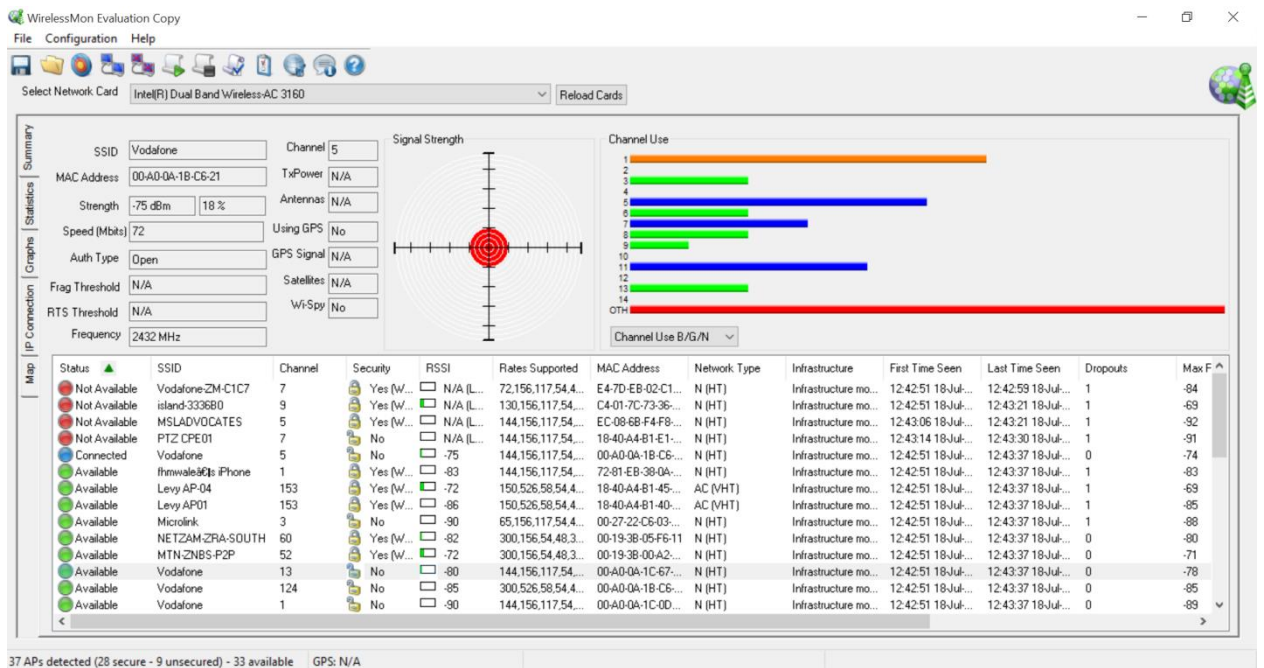 WirelessMon Evaluation Copy
File Configuration Help
Select Network Card Intel(R) Dual Band Wireless-AC 3160 Reload Cards
Summary
Statistics
Graphs
IP Connection
Map
SSID Vodafone
MAC Address 00-A0-0A-1B-C6-21
Strength -75 dBm 18 %
Speed (Mbits) 72
Auth Type Open
Frag Threshold N/A
RTS Threshold N/A
Frequency 2432 MHz
Channel 5
TxPower N/A
Antennas N/A
Using GPS No
GPS Signal N/A
Satellites N/A
Wi-Spy No
Signal Strength
Channel Use
1
2
3
4
5
6
7
8
9
10
11
12
13
14
OTH
Channel Use B/G/N
Status SSID Channel Security RSSI Rates Supported MAC Address Network Type Infrastructure First Time Seen Last Time Seen Dropouts Max F
Not Available Vodafone-ZM-C1C7 7 Yes (W... N/A (L... 72,156,117,54,4... E4-7D-EB-02-C1... N (HT) Infrastructure mo... 12:42:51 18-Jul-... 12:42:59 18-Jul-... 1 -84
Not Available island-3336B0 9 Yes (W... N/A (L... 130,156,117,54,... C4-01-7C-73-36-... N (HT) Infrastructure mo... 12:42:51 18-Jul-... 12:43:21 18-Jul-... 1 -69
Not Available MSLADVOCATES 5 Yes (W... N/A (L... 144,156,117,54,... EC-08-6B-F4-F8-... N (HT) Infrastructure mo... 12:43:06 18-Jul-... 12:43:21 18-Jul-... 1 -92
Not Available PTZ CPE01 7 No N/A (L... 144,156,117,54,... 18-40-A4-B1-E1-... N (HT) Infrastructure mo... 12:43:14 18-Jul-... 12:43:30 18-Jul-... 1 -91
Connected Vodafone 5 No -75 144,156,117,54,... 00-A0-0A-1B-C6-... N (HT) Infrastructure mo... 12:42:51 18-Jul-... 12:43:37 18-Jul-... 0 -74
Available 1 Yes (W... -83 144,156,117,54,... 72-81-EB-38-0A-... N (HT) Infrastructure mo... 12:42:51 18-Jul-... 12:43:37 18-Jul-... 1 -83
Available Levy AP-04 153 Yes (W... -72 150,526,58,54,4... 18-40-A4-B1-45-... AC (VHT) Infrastructure mo... 12:42:51 18-Jul-... 12:43:37 18-Jul-... 1 -69
Available Levy AP01 153 Yes (W... -86 150,526,58,54,4... 18-40-A4-B1-40-... AC (VHT) Infrastructure mo... 12:42:51 18-Jul-... 12:43:37 18-Jul-... 1 -85
Available Microlink 3 No -90 65,156,117,54,4... 00-27-22-C6-03-... N (HT) Infrastructure mo... 12:42:51 18-Jul-... 12:43:37 18-Jul-... 1 -88
Available NETZAM-ZRA-SOUTH 60 Yes (W... -82 300,156,54,48,3... 00-19-3B-05-F6-11 N (HT) Infrastructure mo... 12:42:51 18-Jul-... 12:43:37 18-Jul-... 0 -80
Available MTN-ZNBS-P2P 52 Yes (W... -72 300,156,54,48,3... 00-19-3B-00-A2-... N (HT) Infrastructure mo... 12:42:51 18-Jul-... 12:43:37 18-Jul-... 1 -71
Available Vodafone 13 No -80 144,156,117,54,... 00-A0-0A-1C-67-... N (HT) Infrastructure mo... 12:42:51 18-Jul-... 12:43:37 18-Jul-... 0 -78
Available Vodafone 124 No -85 300,526,58,54,4... 00-A0-0A-1B-C6-... N (HT) Infrastructure mo... 12:42:51 18-Jul-... 12:43:37 18-Jul-... 0 -85
Available Vodafone 1 No -90 144,156,117,54,... 00-A0-0A-1C-0D... N (HT) Infrastructure mo... 12:42:51 18-Jul-... 12:43:37 18-Jul-... 0 -89
37 APs detected (28 secure - 9 unsecured) - 33 available GPS: N/A